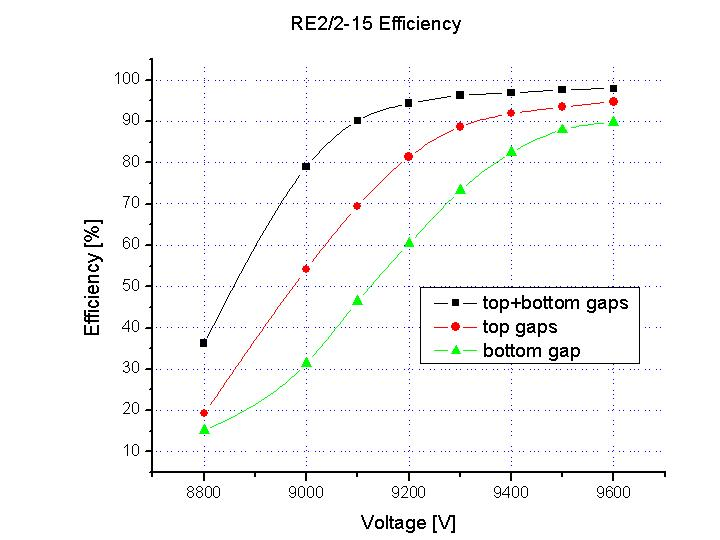 RE2/2-15 Efficiency
Efficiency [%]
100
90
80
70
60
50
40
30
20
10
top+bottom gaps
top gaps
bottom gap
8800 9000 9200 9400 9600
Voltage [V]